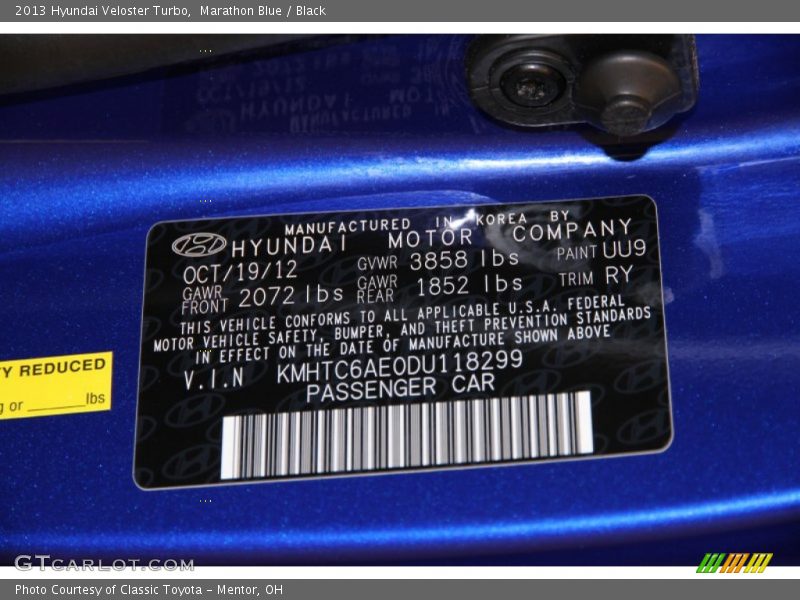 2013 Hyundai Veloster Turbo,  Marathon Blue / Black
MANUFACTURED IN KOREA BY
HYUNDAI MOTOR COMPANY
OCT/19/12 GVWR 3858 lbs PAINT UU9
GAWR FRONT 2072 lbs GAWR REAR 1852 lbs TRIM RY
THIS VEHICLE CONFORMS TO ALL APPLICABLE U.S.A. FEDERAL
MOTOR VEHICLE SAFETY, BUMPER, AND THEFT PREVENTION STANDARDS
IN EFFECT ON THE DATE OF MANUFACTURE SHOWN ABOVE
V.I.N KMHTC6AE0DU118299
PASSENGER CAR
TY REDUCED
g or ______lbs
GTCARLOT.COM
Photo Courtesy of Classic Toyota - Mentor, OH